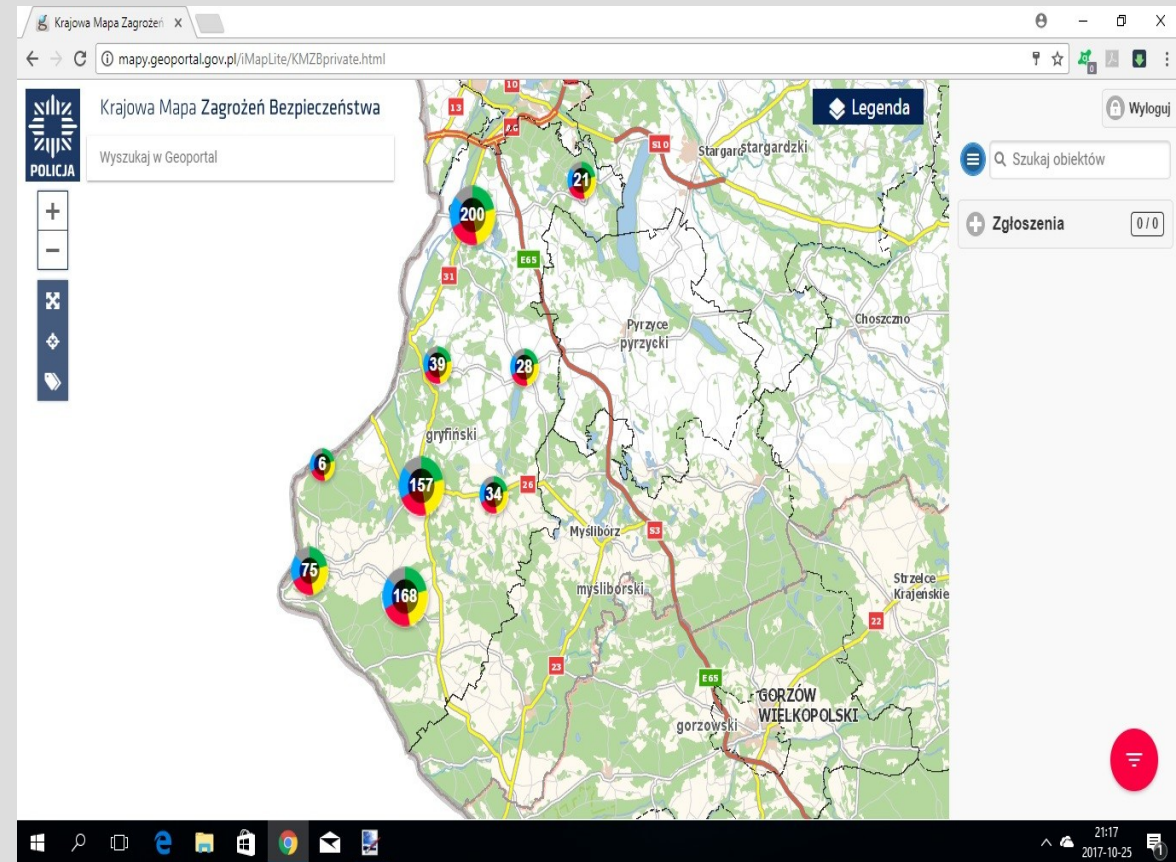 Krajowa Mapa Zagrożeń
mapy.geoportal.gov.pl/iMapLite/KMZBprivate.html
0
POLICJA
Krajowa Mapa Zagrożeń Bezpieczeństwa
Wyszukaj w Geoportal
Legenda
Wyloguj
Szukaj obiektów
Zgłoszenia
0 / 0
10
13
A6
S10
Stargard
stargardzki
21
200
E65
31
Pyrzyce
pyrzycki
Choszczno
39
28
gryfiński
6
157
34
26
Myślibórz
S3
75
168
myśliborski
Strzelce
Krajeńskie
22
23
E65
GORZÓW
WIELKOPOLSKI
gorzowski
21:17
2017-10-25
1